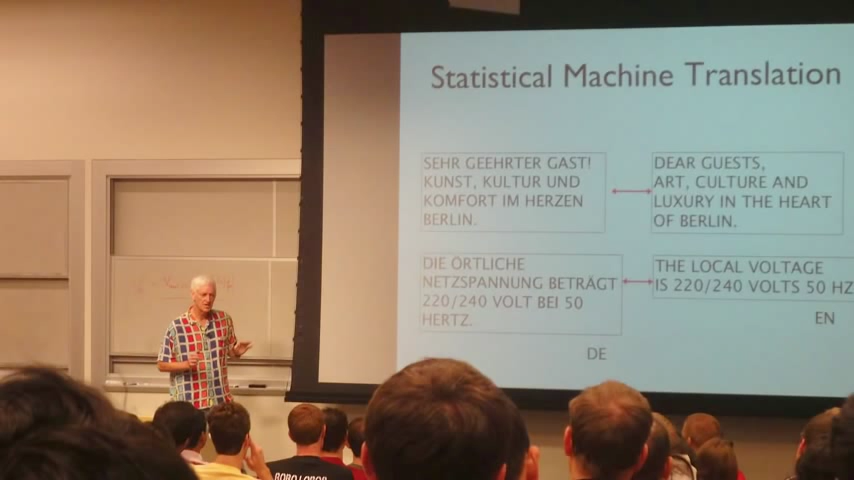 Statistical Machine Translation
SEHR GEEHRTER GAST!
KUNST, KULTUR UND
KOMFORT IM HERZEN
BERLIN.
DEAR GUESTS,
ART, CULTURE AND
LUXURY IN THE HEART
OF BERLIN.
DIE ÖRTLICHE
NETZSPANNUNG BETRÄGT
220/240 VOLT BEI 50
HERTZ.
THE LOCAL VOLTAGE
IS 220/240 VOLTS 50 HZ
DE
EN